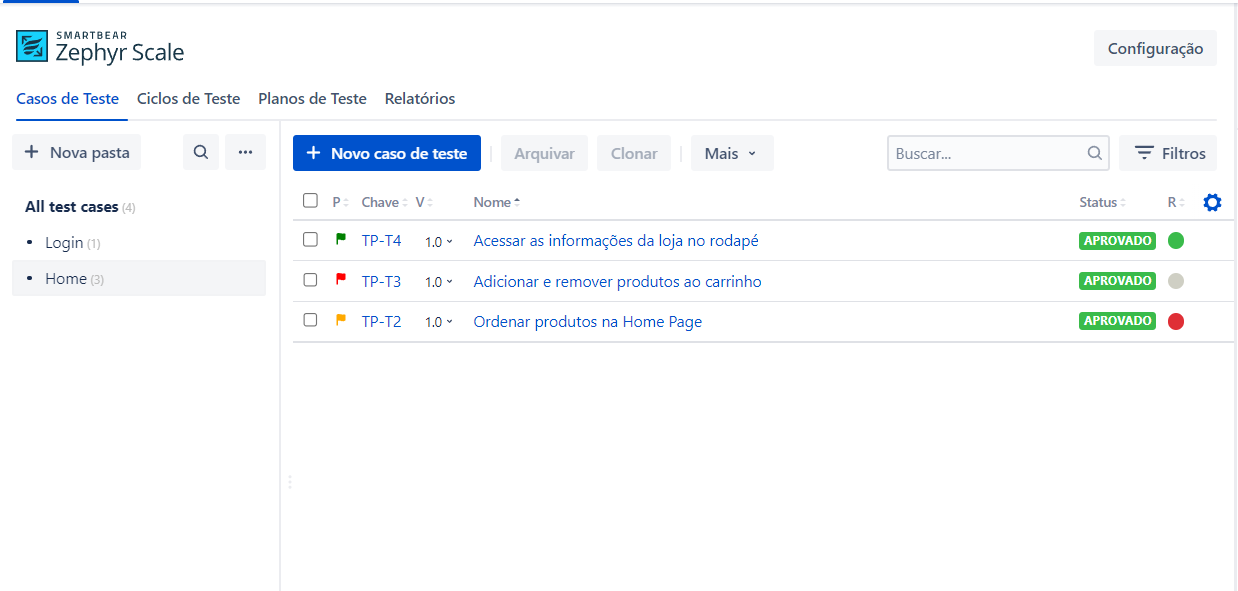 SMARTBEAR
Zephyr Scale
Configuração
Casos de Teste Ciclos de Teste Planos de Teste Relatórios
+ Nova pasta
+ Novo caso de teste Arquivar Clonar Mais Buscar... Filtros
All test cases (4)
Login (1)
Home (3)
P Chave V Nome Status R
TP-T4 1.0 Acessar as informações da loja no rodapé APROVADO
TP-T3 1.0 Adicionar e remover produtos ao carrinho APROVADO
TP-T2 1.0 Ordenar produtos na Home Page APROVADO